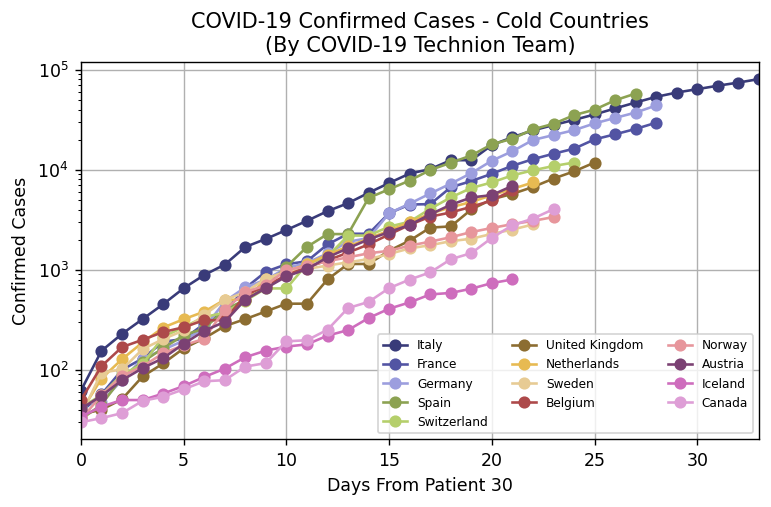 COVID-19 Confirmed Cases - Cold Countries
(By COVID-19 Technion Team)
Confirmed Cases
10^5
10^4
10^3
10^2
0 5 10 15 20 25 30
Days From Patient 30
Italy
France
Germany
Spain
Switzerland
United Kingdom
Netherlands
Sweden
Belgium
Norway
Austria
Iceland
Canada